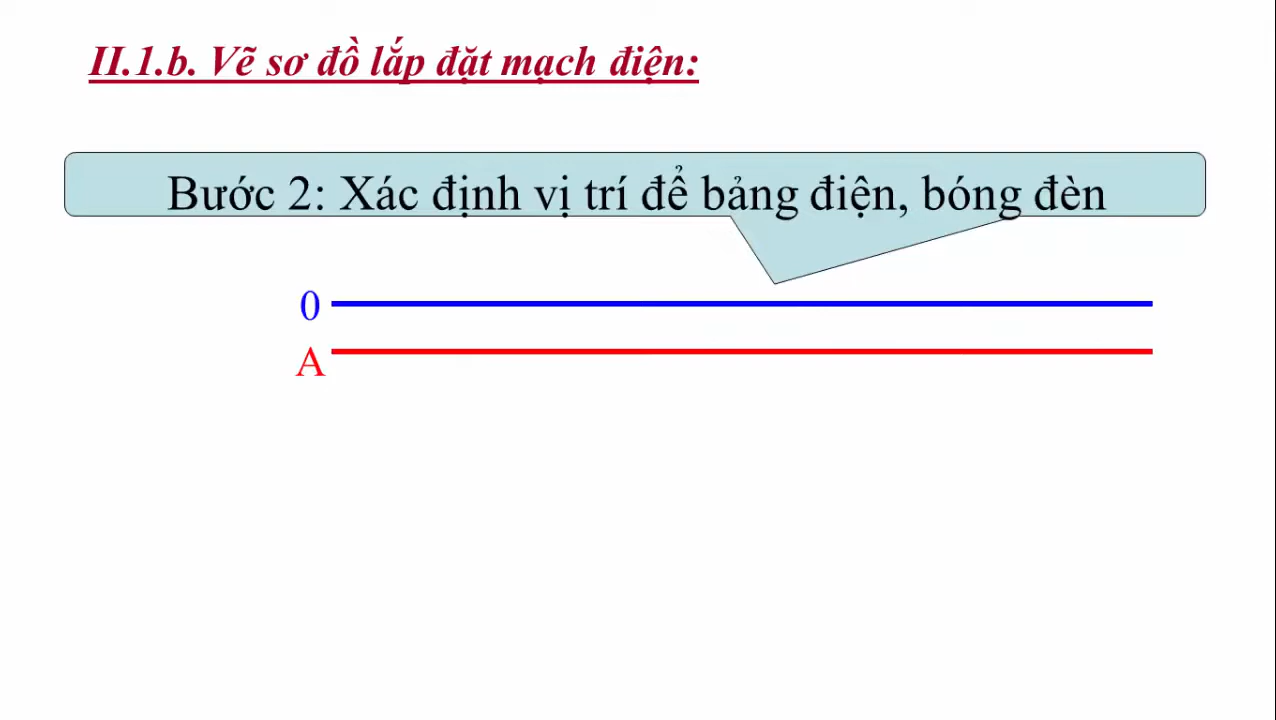 II.1.b. Vẽ sơ đồ lắp đặt mạch điện:
Bước 2: Xác định vị trí để bảng điện, bóng đèn
0
A